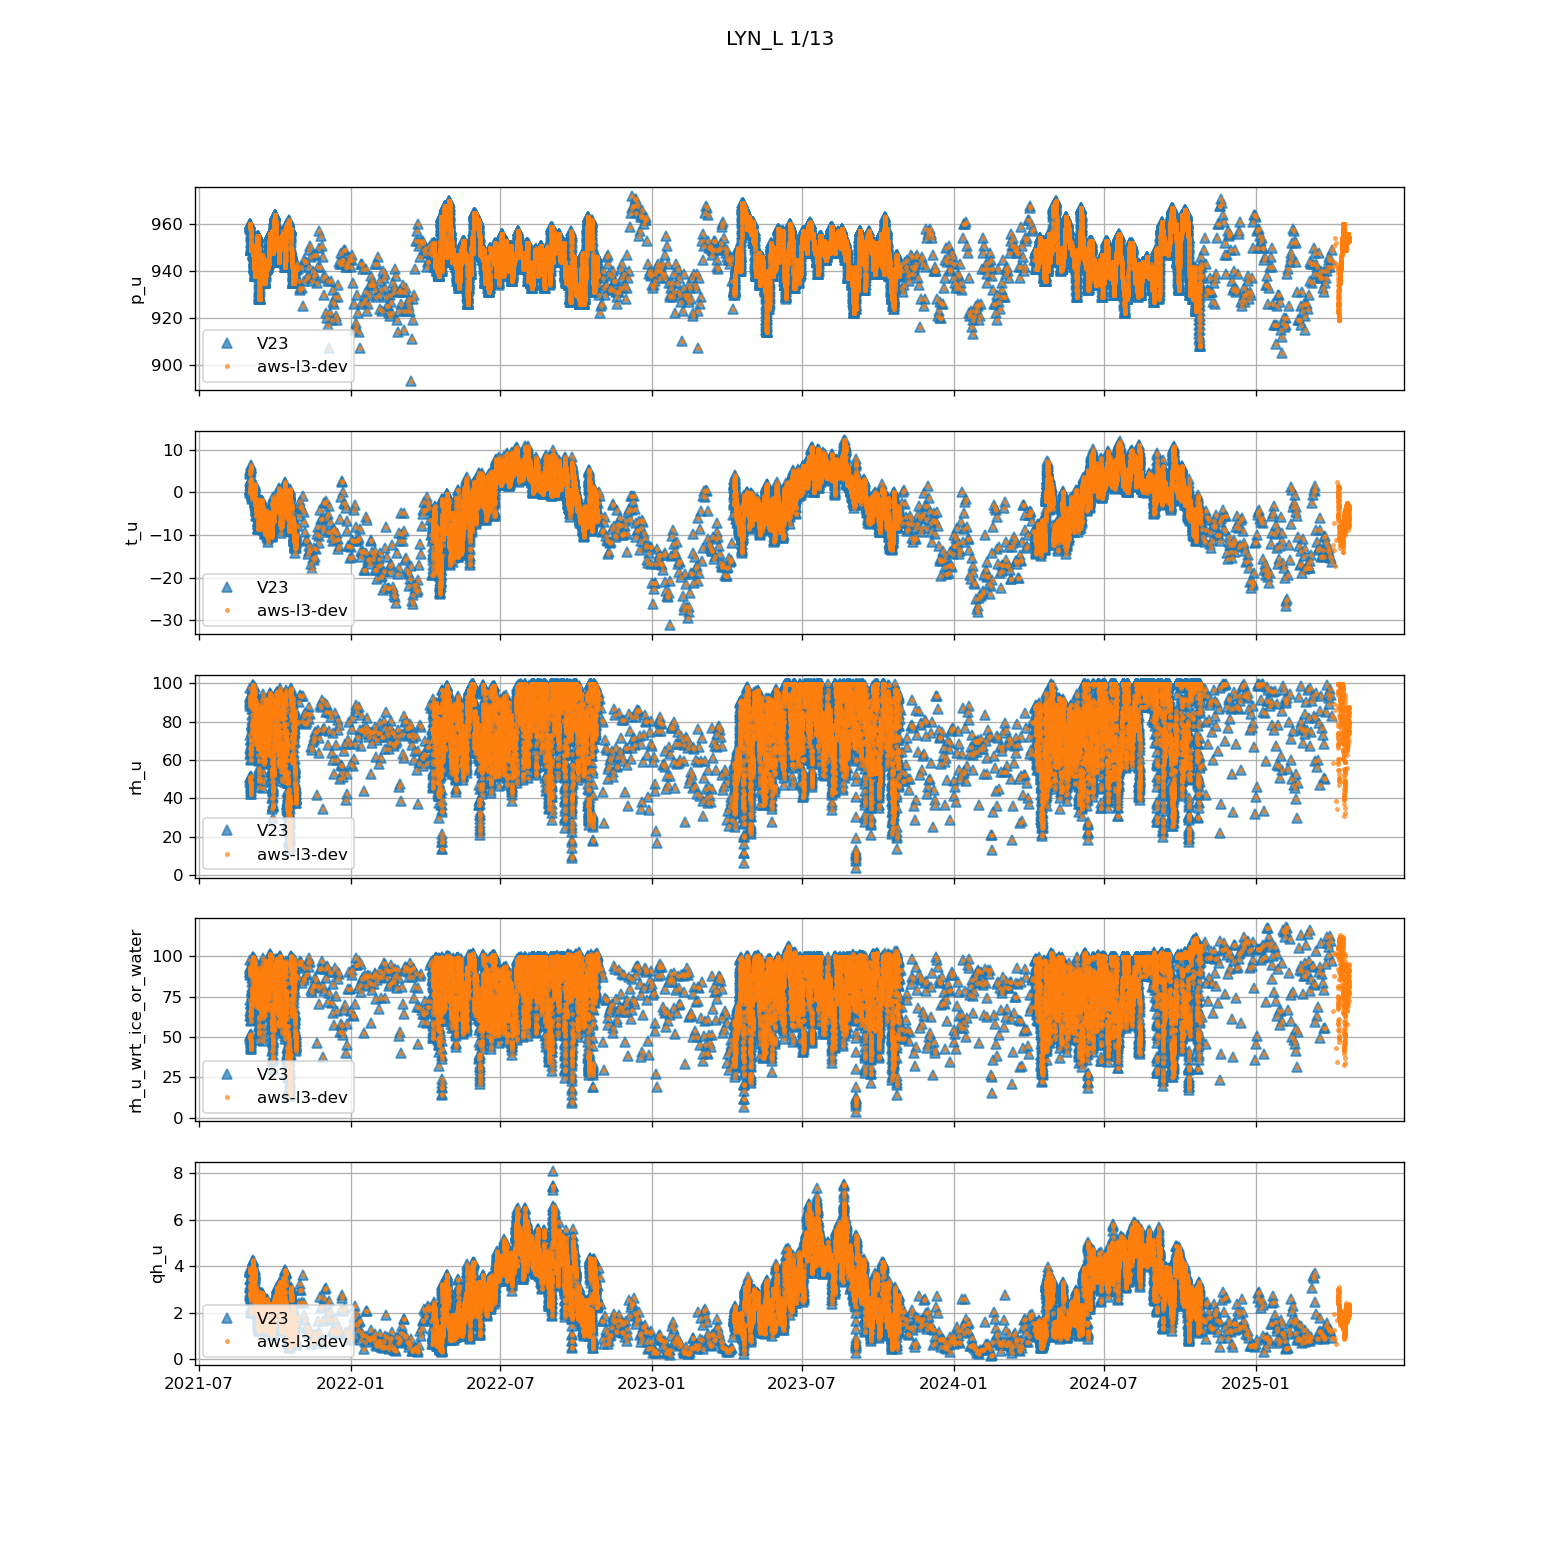 LYN_L 1/13
960
940
920
900
p_u
V23
aws-l3-dev
10
0
−10
−20
−30
t_u
V23
aws-l3-dev
100
80
60
40
20
0
rh_u
V23
aws-l3-dev
100
75
50
25
0
rh_u_wrt_ice_or_water
V23
aws-l3-dev
8
6
4
2
0
qh_u
V23
aws-l3-dev
2021-07 2022-01 2022-07 2023-01 2023-07 2024-01 2024-07 2025-01